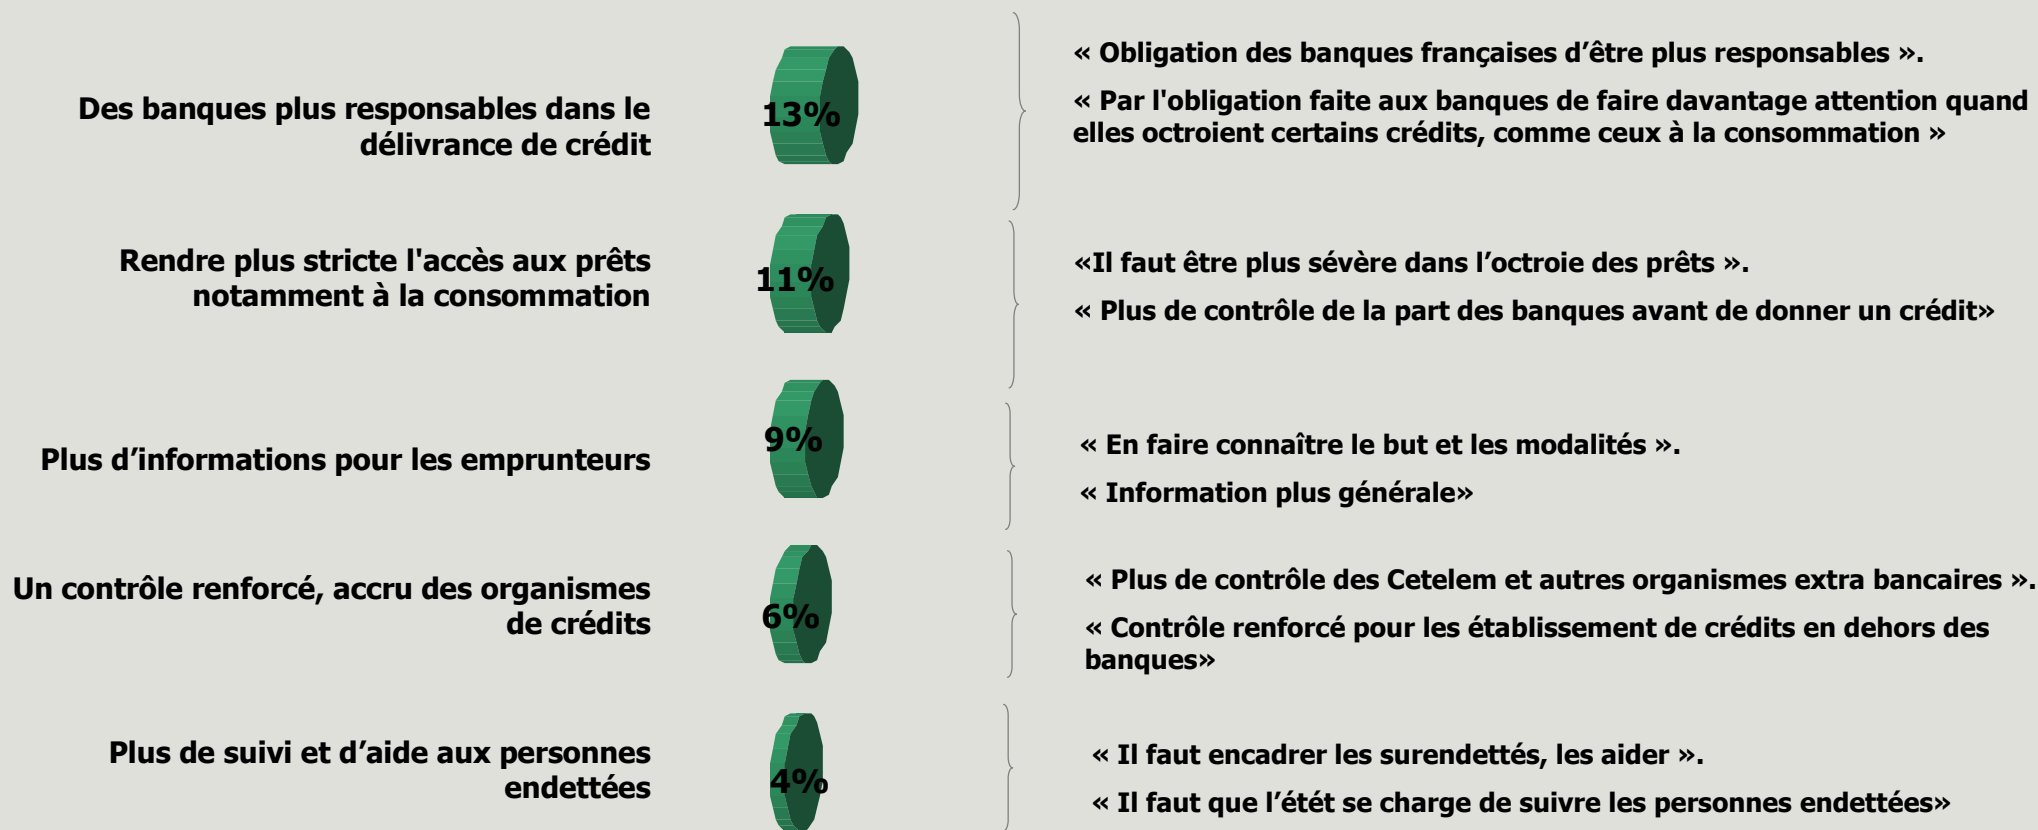 Des banques plus responsables dans le
délivrance de crédit
13%
« Obligation des banques françaises d’être plus responsables ».
« Par l'obligation faite aux banques de faire davantage attention quand
elles octroient certains crédits, comme ceux à la consommation »
Rendre plus stricte l'accès aux prêts
notamment à la consommation
11%
«Il faut être plus sévère dans l’octroie des prêts ».
« Plus de contrôle de la part des banques avant de donner un crédit»
Plus d’informations pour les emprunteurs
9%
« En faire connaître le but et les modalités ».
« Information plus générale»
Un contrôle renforcé, accru des organismes
de crédits
6%
« Plus de contrôle des Cetelem et autres organismes extra bancaires ».
« Contrôle renforcé pour les établissement de crédits en dehors des
banques»
Plus de suivi et d’aide aux personnes
endettées
4%
« Il faut encadrer les surendettés, les aider ».
« Il faut que l’étét se charge de suivre les personnes endettées»